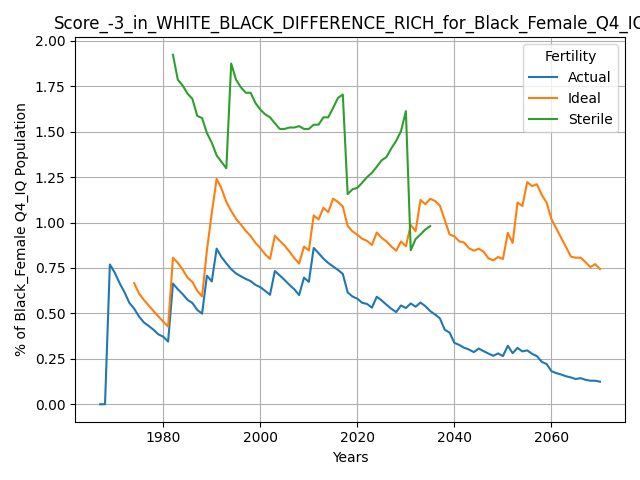 Score_-3_in_WHITE_BLACK_DIFFERENCE_RICH_for_Black_Female_Q4_IQ
2.00
1.75
1.50
1.25
1.00
0.75
0.50
0.25
0.00
% of Black_Female Q4_IQ Population
Fertility
Actual
Ideal
Sterile
1980
2000
2020
2040
2060
Years